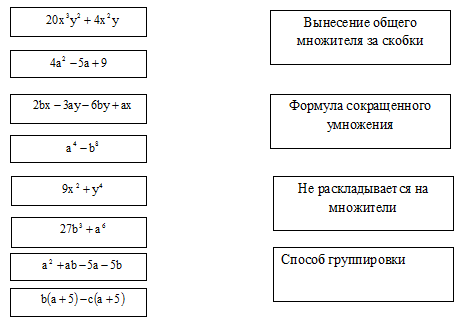 20x³y² + 4x²y
4a² − 5a + 9
2bx − 3ay − 6by + ax
a⁴ − b⁸
9x² + y⁴
27b³ + a⁶
a² + ab − 5a − 5b
b(a + 5) − c(a + 5)
Вынесение общего
множителя за скобки
Формула сокращенного
умножения
Не раскладывается на
множители
Способ группировки